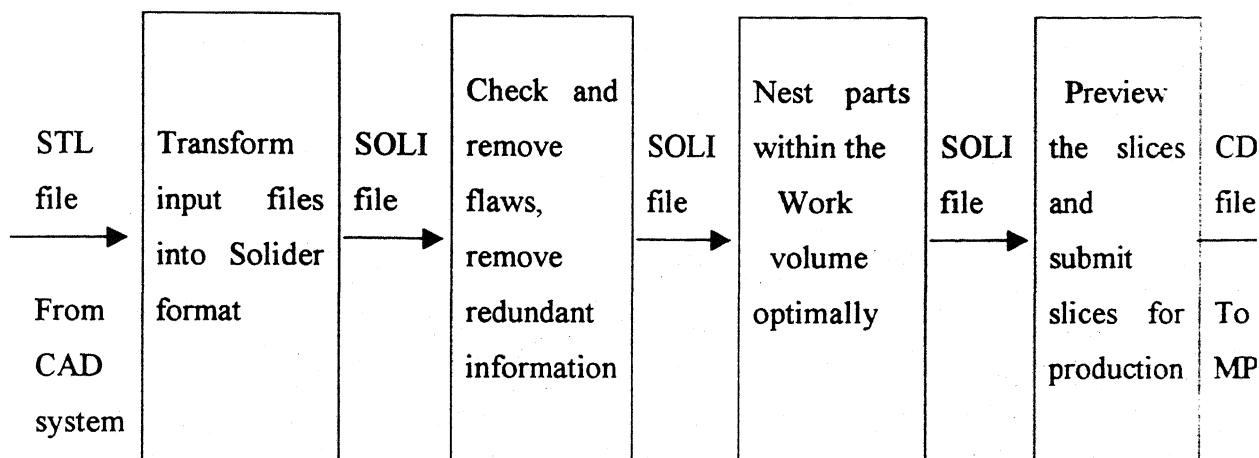 STL
file
From
CAD
system
Transform
input files
into Solider
format
SOLI
file
Check and
remove
flaws,
remove
redundant
information
SOLI
file
Nest parts
within the
Work
volume
optimally
SOLI
file
Preview
the slices
and
submit
slices for
production
CD
file
To
MP